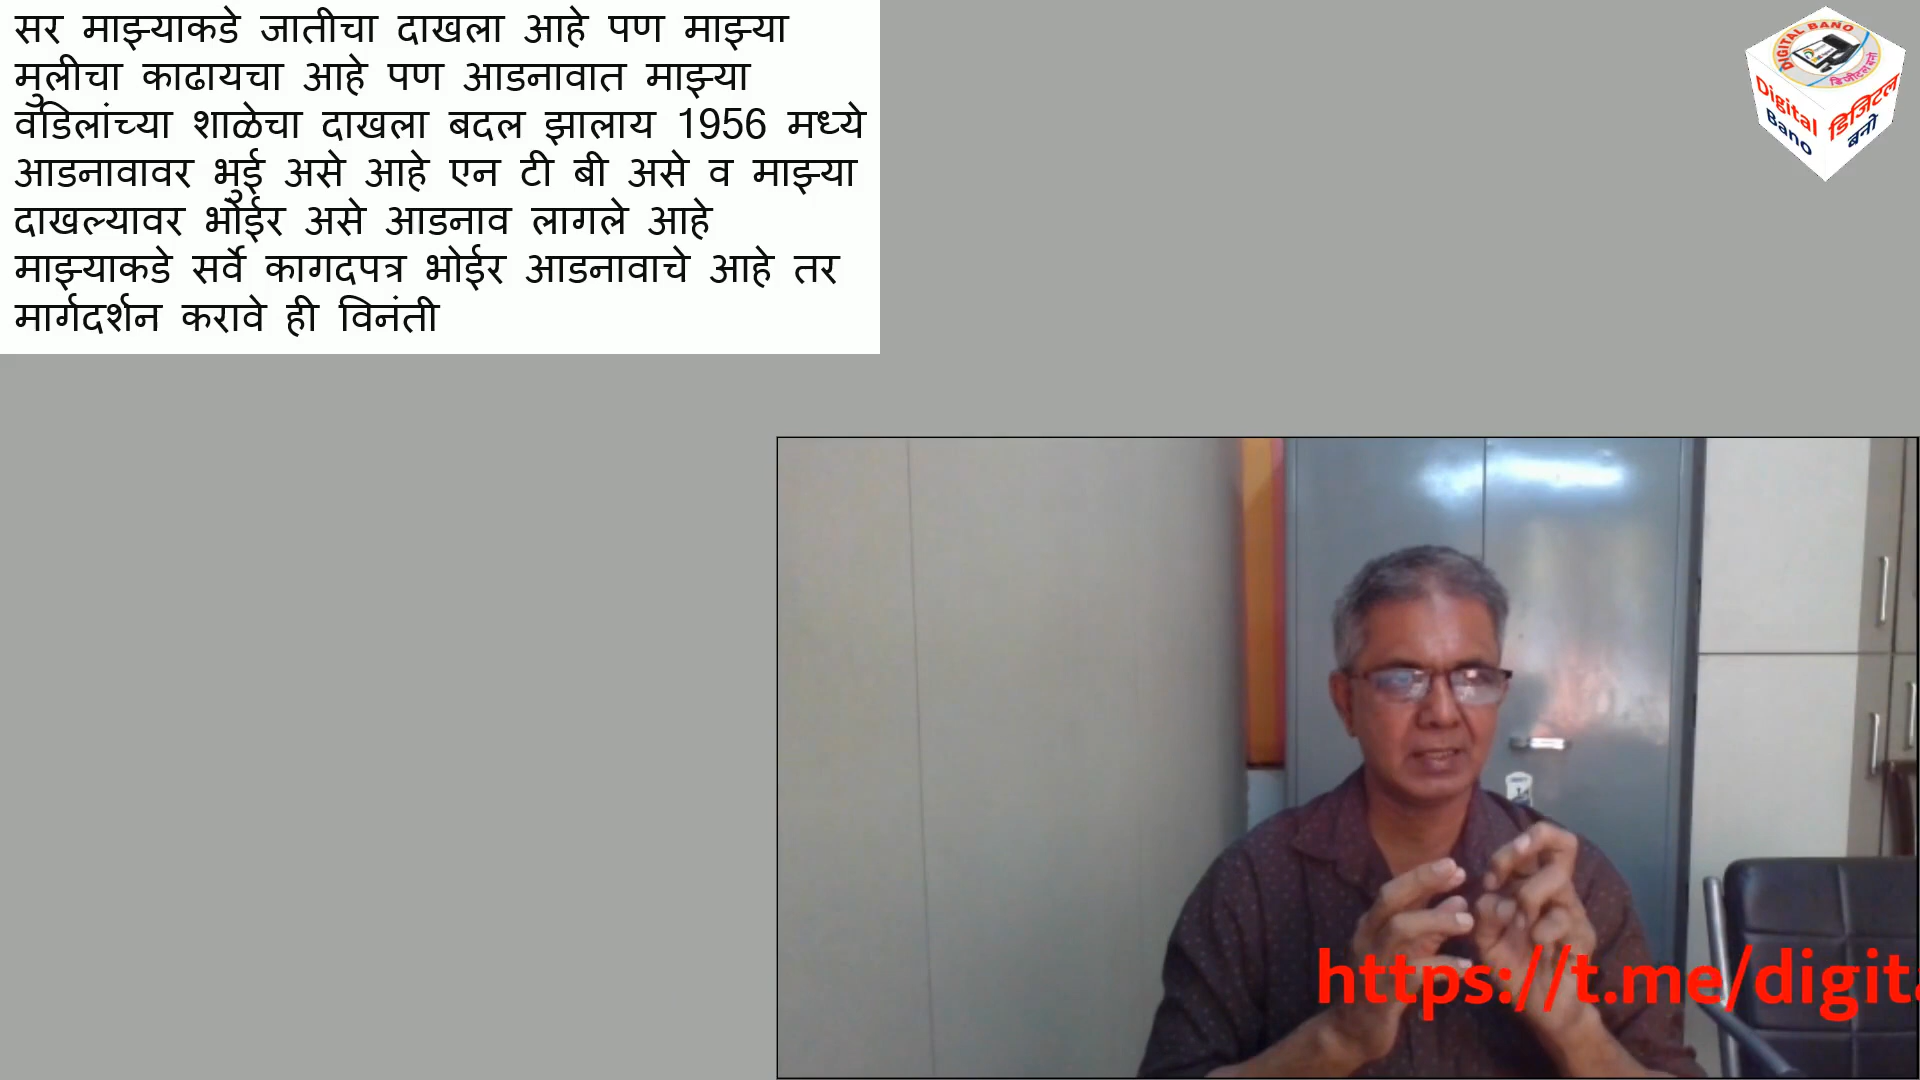 सर माझ्याकडे जातीचा दाखला आहे पण माझ्या
मुलीचा काढायचा आहे पण आडनावात माझ्या
वडिलांच्या शाळेचा दाखला बदल झालाय 1956 मध्ये
आडनावावर भुई असे आहे एन टी बी असे व माझ्या
दाखल्यावर भोईर असे आडनाव लागले आहे
माझ्याकडे सर्वे कागदपत्र भोईर आडनावाचे आहे तर
मार्गदर्शन करावे ही विनंती
DIGITAL BANO
डिजीटल बनो
Digital
Bano
डिजिटल
बनो
https://t.me/digit